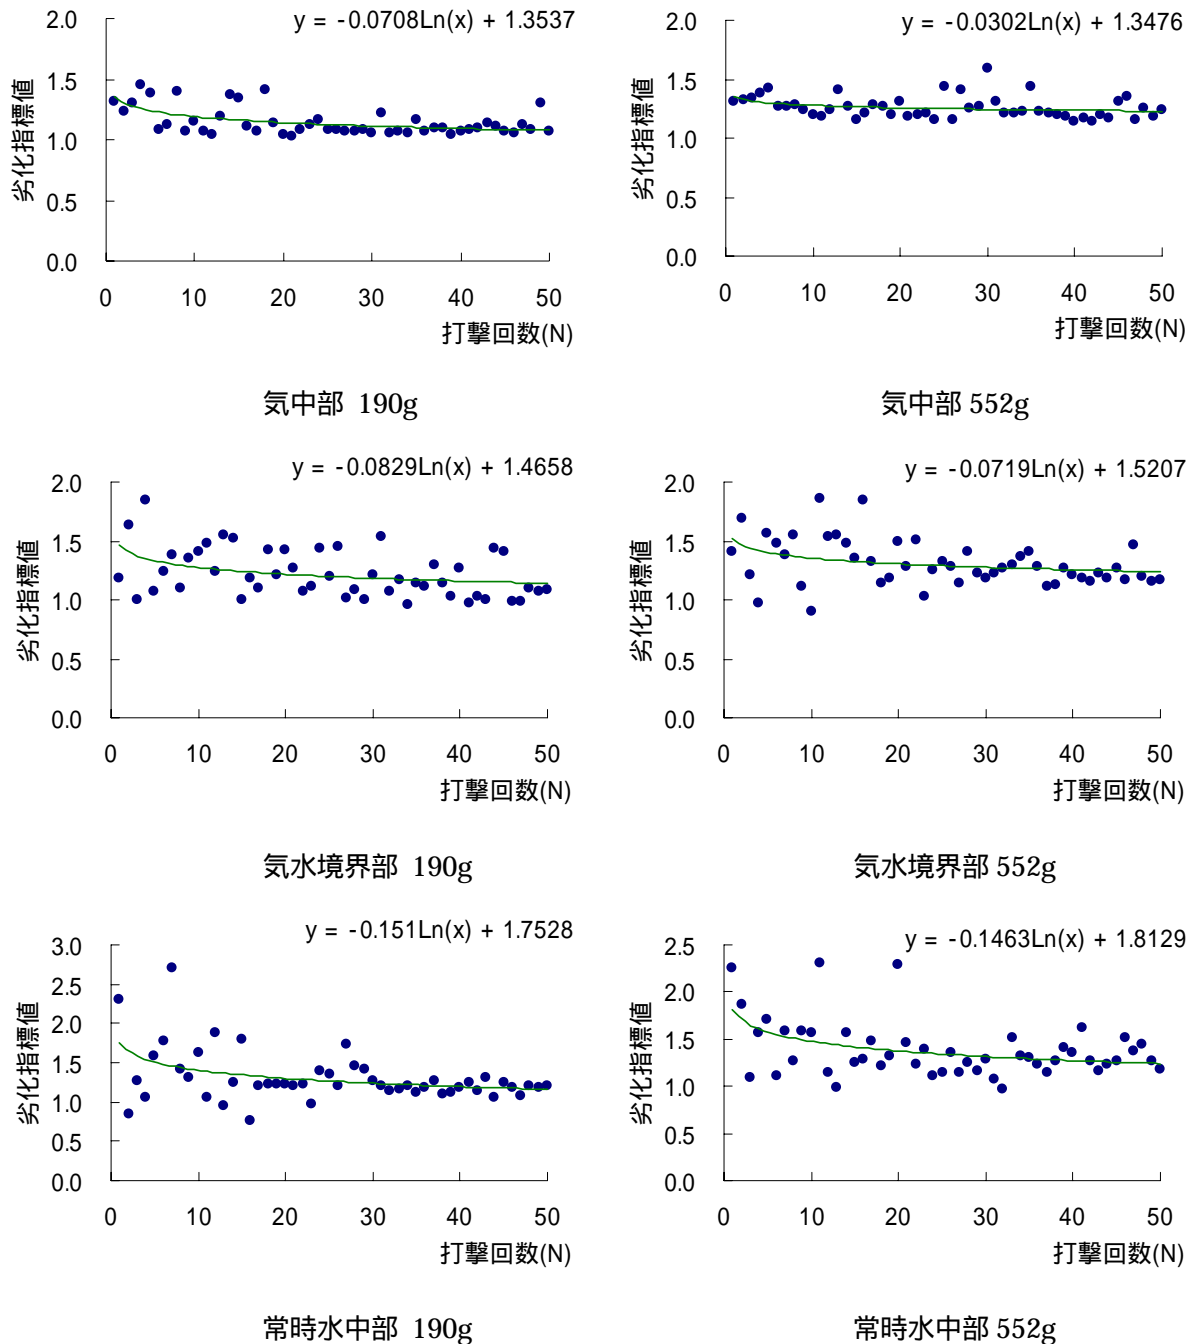 y = -0.0708Ln(x) + 1.3537
2.0
1.5
1.0
0.5
0.0
劣化指標値
0 10 20 30 40 50
打撃回数(N)
気中部 190g
y = -0.0302Ln(x) + 1.3476
2.0
1.5
1.0
0.5
0.0
劣化指標値
0 10 20 30 40 50
打撃回数(N)
気中部 552g
y = -0.0829Ln(x) + 1.4658
2.0
1.5
1.0
0.5
0.0
劣化指標値
0 10 20 30 40 50
打撃回数(N)
気水境界部 190g
y = -0.0719Ln(x) + 1.5207
2.0
1.5
1.0
0.5
0.0
劣化指標値
0 10 20 30 40 50
打撃回数(N)
気水境界部 552g
y = -0.151Ln(x) + 1.7528
3.0
2.5
2.0
1.5
1.0
0.5
0.0
劣化指標値
0 10 20 30 40 50
打撃回数(N)
常時水中部 190g
y = -0.1463Ln(x) + 1.8129
2.5
2.0
1.5
1.0
0.5
0.0
劣化指標値
0 10 20 30 40 50
打撃回数(N)
常時水中部 552g